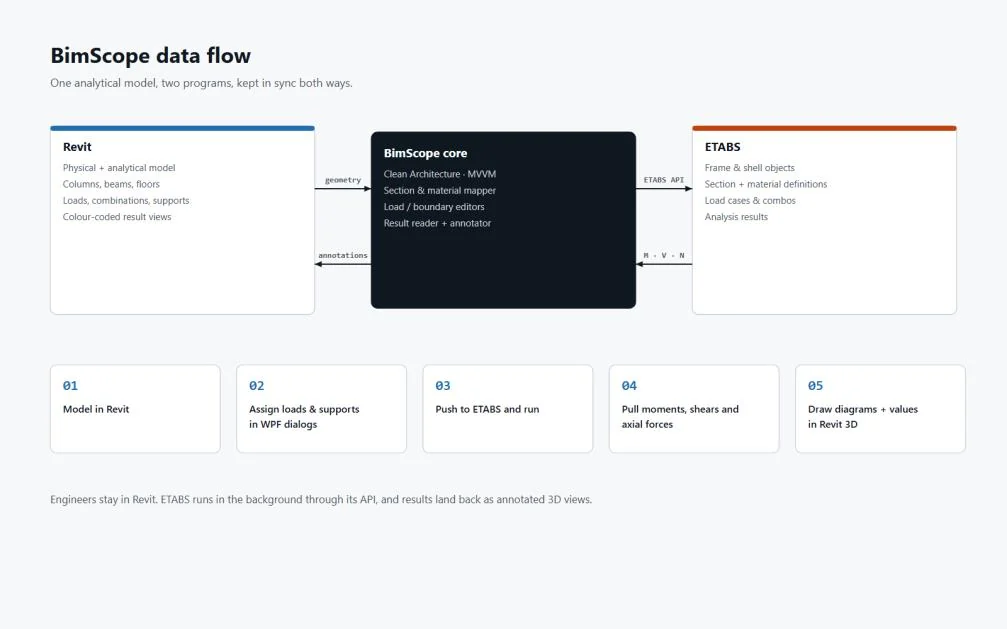 BimScope data flow
One analytical model, two programs, kept in sync both ways.
Revit
Physical + analytical model
Columns, beams, floors
Loads, combinations, supports
Colour-coded result views
geometry
annotations
BimScope core
Clean Architecture · MVVM
Section & material mapper
Load / boundary editors
Result reader + annotator
ETABS API
M · V · N
ETABS
Frame & shell objects
Section + material definitions
Load cases & combos
Analysis results
01
Model in Revit
02
Assign loads & supports
in WPF dialogs
03
Push to ETABS and run
04
Pull moments, shears and
axial forces
05
Draw diagrams + values
in Revit 3D
Engineers stay in Revit. ETABS runs in the background through its API, and results land back as annotated 3D views.